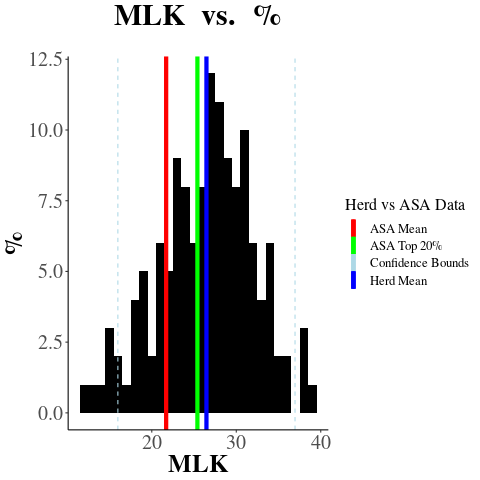 MLK vs. %
12.5
10.0
7.5
5.0
2.5
0.0
%
20 30 40
MLK
Herd vs ASA Data
ASA Mean
ASA Top 20%
Confidence Bounds
Herd Mean